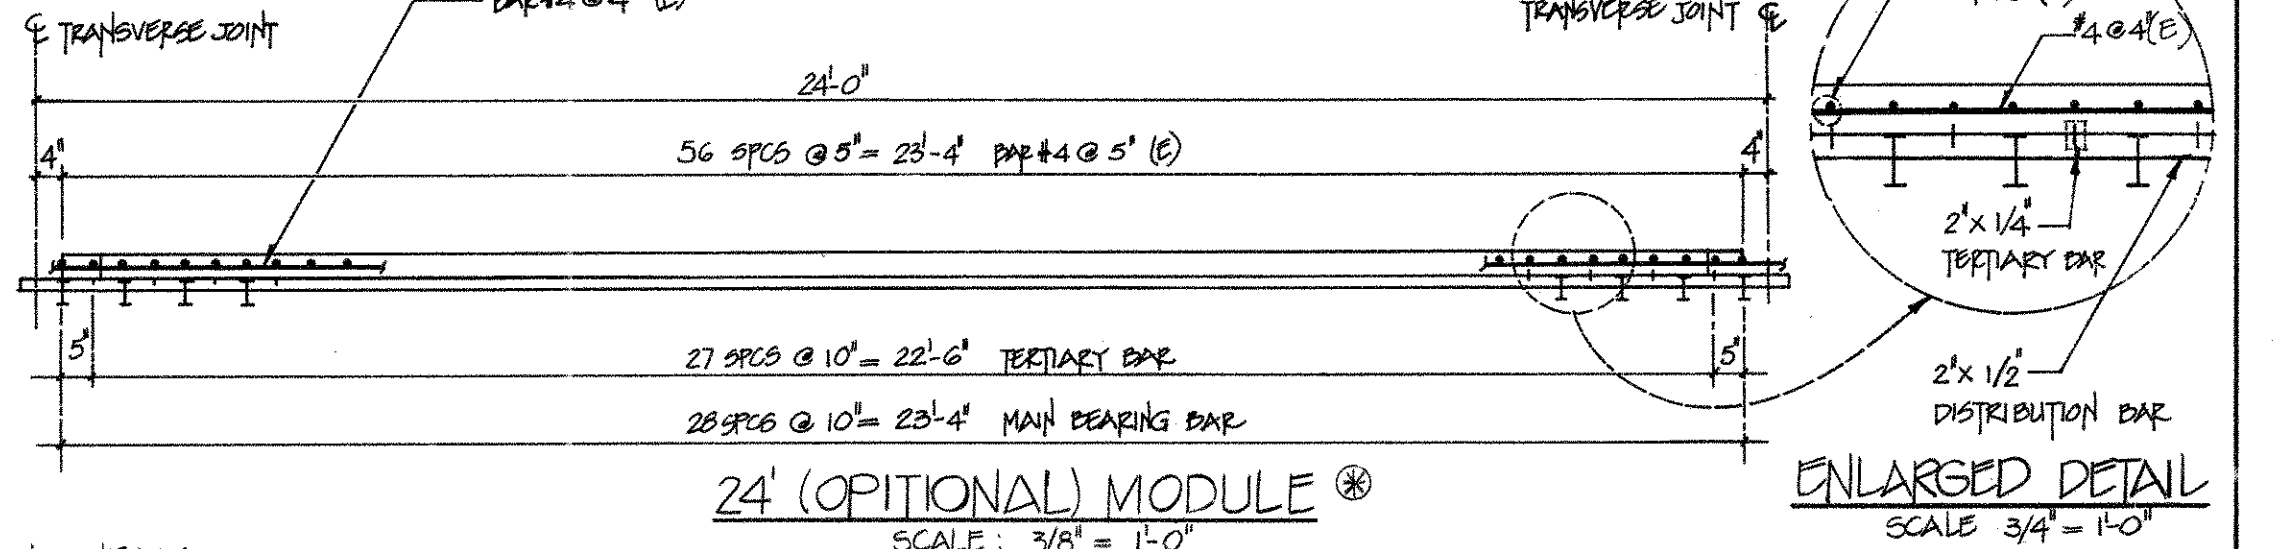 BAR #4 @ 4" (E)
℄ TRANSVERSE JOINT
TRANSVERSE JOINT ℄
#4 @ 4" (E)
24'-0"
4"
56 SPCS @ 5" = 23'-4" BAR #4 @ 5" (E)
4"
2" X 1/4"
TERTIARY BAR
5"
27 SPCS @ 10" = 22'-6" TERTIARY BAR
5"
2" X 1/2"
DISTRIBUTION BAR
28 SPCS @ 10" = 23'-4" MAIN BEARING BAR
24' (OPITIONAL) MODULE ⊛
SCALE : 3/8" = 1'-0"
ENLARGED DETAIL
SCALE 3/4" = 1'-0"